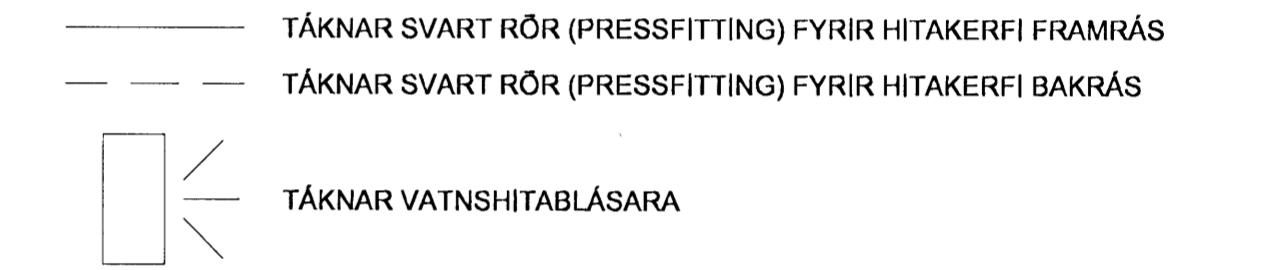 TÁKNAR SVART RÖR (PRESSFITTING) FYRIR HITAKERFI FRAMRÁS
TÁKNAR SVART RÖR (PRESSFITTING) FYRIR HITAKERFI BAKRÁS
TÁKNAR VATNSHITABLÁSARA